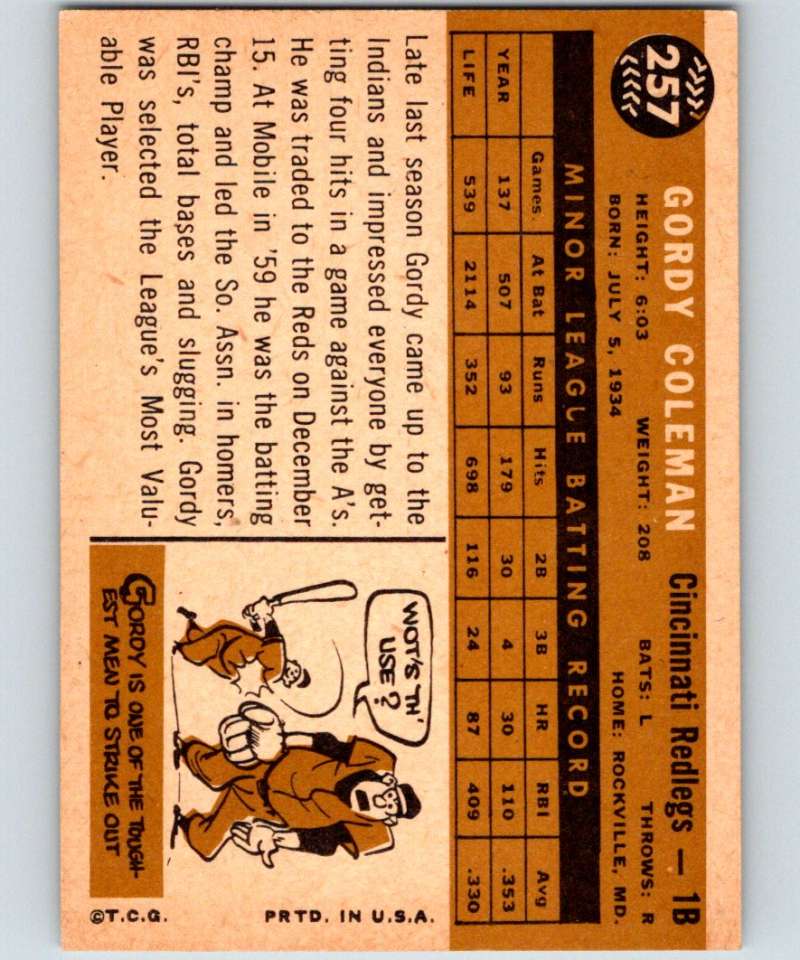 257
GORDY COLEMAN Cincinnati Redlegs — 1B
HEIGHT: 6:03 WEIGHT: 208 BATS: L THROWS: R
BORN: JULY 5, 1934 HOME: ROCKVILLE, MD.
MINOR LEAGUE BATTING RECORD
Games At Bat Runs Hits 2B 3B HR RBI Avg
YEAR 137 507 93 179 30 4 30 110 .353
LIFE 539 2114 352 698 116 24 87 409 .330
Late last season Gordy came up to the
Indians and impressed everyone by get-
ting four hits in a game against the A's.
He was traded to the Reds on December
15. At Mobile in '59 he was the batting
champ and led the So. Assn. in homers,
RBI's, total bases and slugging. Gordy
was selected the League's Most Valu-
able Player.
WOT'S TH'
USE?
GORDY IS ONE OF THE TOUGH-
EST MEN TO STRIKE OUT
©T.C.G. PRTD. IN U.S.A.